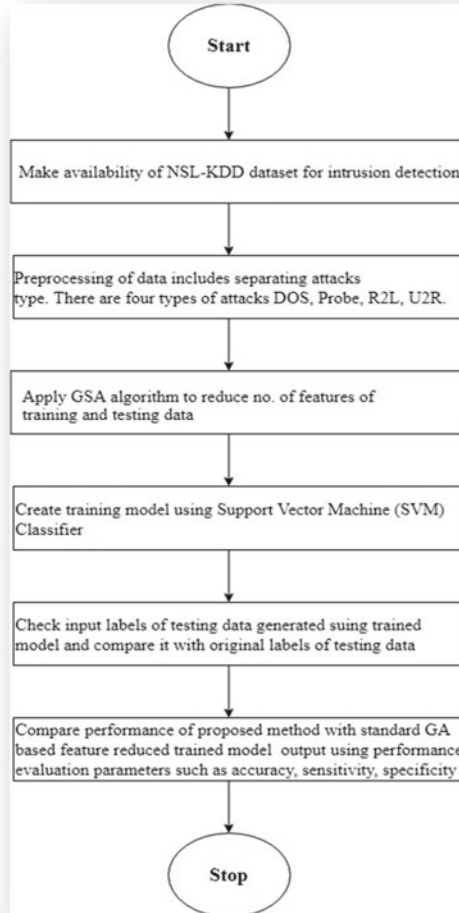 Start
Make availability of NSL-KDD dataset for intrusion detection
Preprocessing of data includes separating attacks
type. There are four types of attacks DOS, Probe, R2L, U2R.
Apply GSA algorithm to reduce no. of features of
training and testing data
Create training model using Support Vector Machine (SVM)
Classifier
Check input labels of testing data generated suing trained
model and compare it with original labels of testing data
Compare performance of proposed method with standard GA
based feature reduced trained model output using performance
evaluation parameters such as accuracy, sensitivity, specificity
Stop